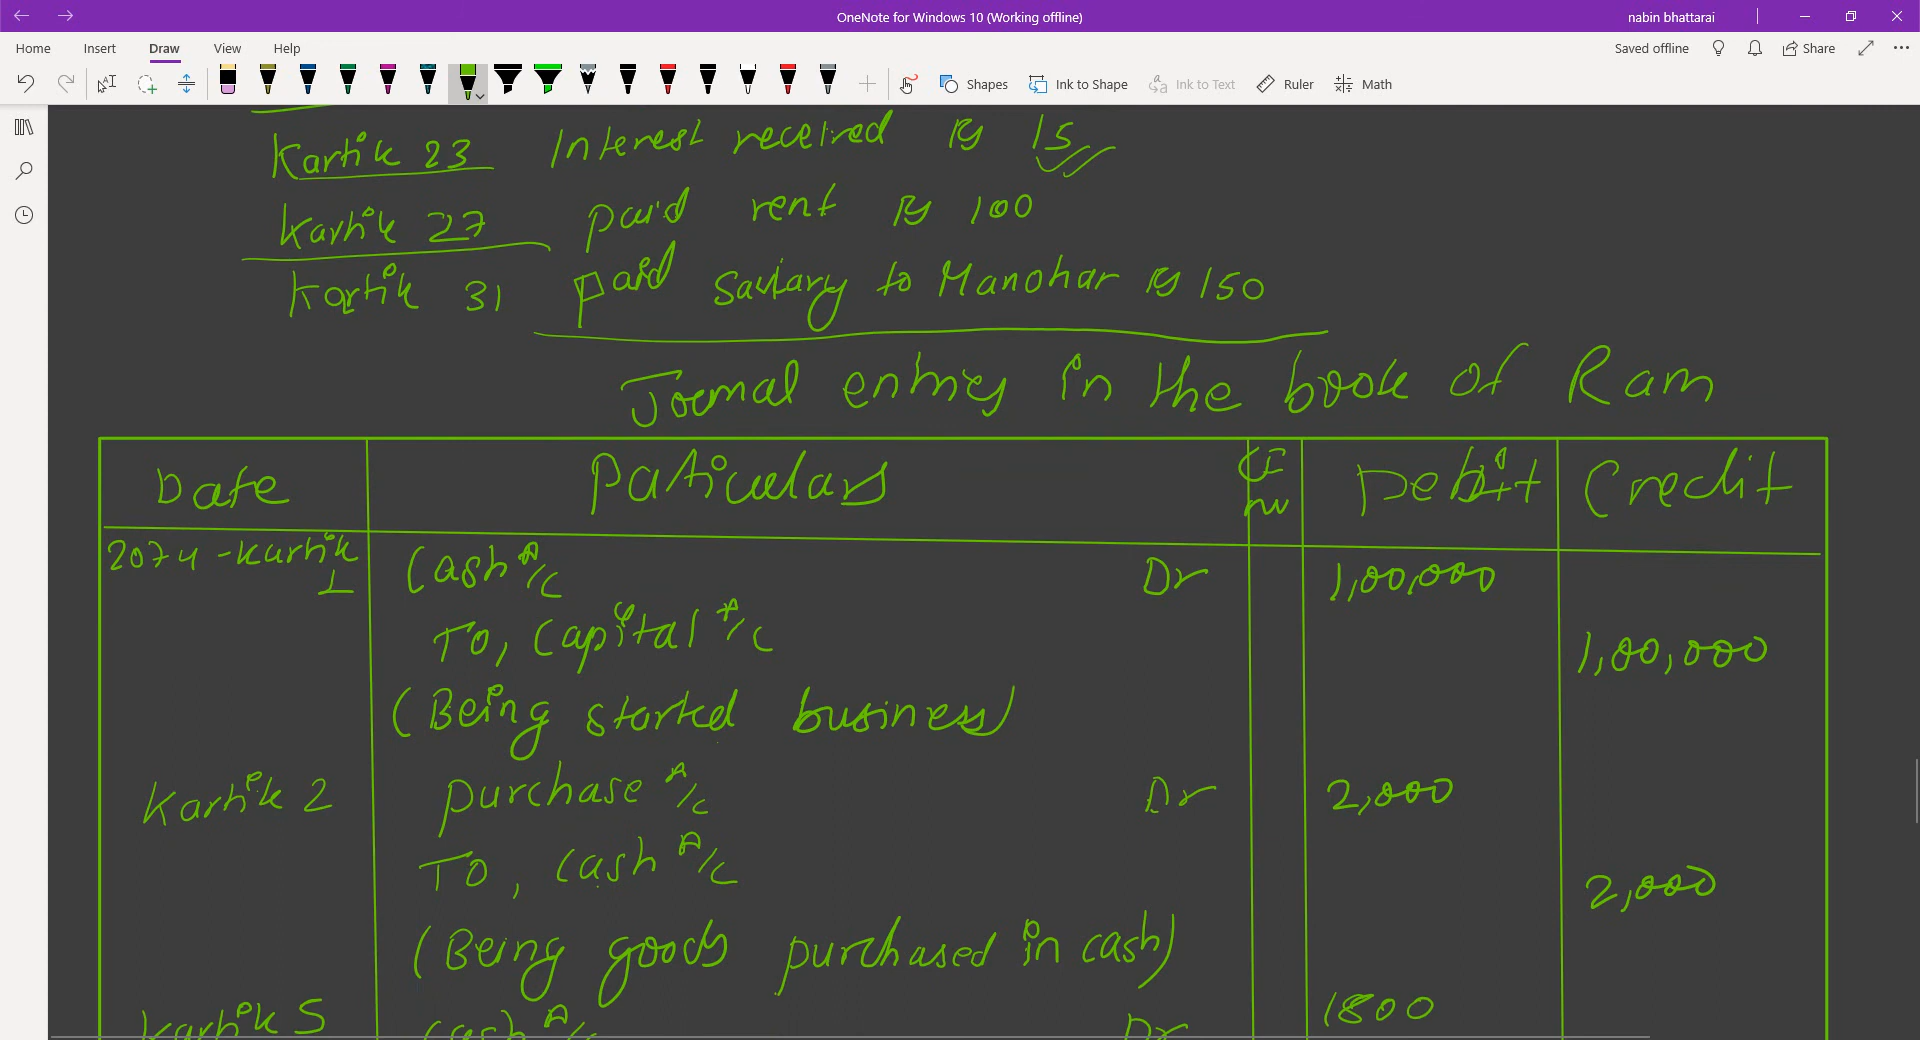 OneNote for Windows 10 (Working offline)
nabin bhattarai
Home Insert Draw View Help
Saved offline Share
Shapes Ink to Shape Ink to Text Ruler Math
Kartik 23 Interest received Rs 15
Kartik 27 paid rent Rs 100
Kartik 31 paid salary to Manohar Rs 150
Journal entries in the book of Ram
Date Paticulars Debit Credit
2074-Kartik 1 Cash A/c Dr 1,00,000
To, Capital A/c 1,00,000
(Being started business)
Kartik 2 purchase A/c Dr 2,000
To, Cash A/c 2,000
(Being goods purchased in cash)
Kartik 5 Cash A/c Dr 1800